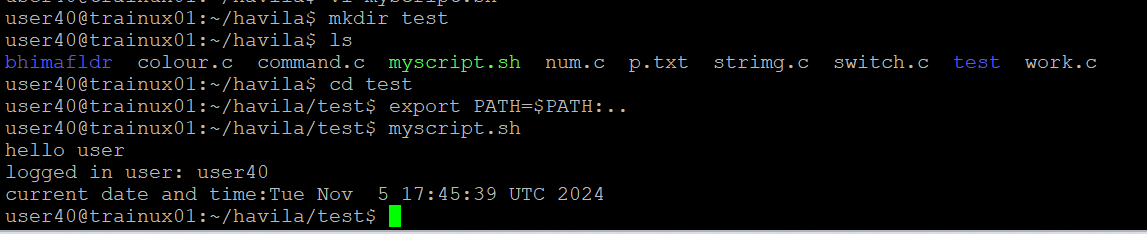 user40@trainux01:~/havila$ mkdir test
user40@trainux01:~/havila$ ls
bhimafldr  colour.c  command.c  myscript.sh  num.c  p.txt  strimg.c  switch.c  test  work.c
user40@trainux01:~/havila$ cd test
user40@trainux01:~/havila/test$ export PATH=$PATH:..
user40@trainux01:~/havila/test$ myscript.sh
hello user
logged in user: user40
current date and time:Tue Nov  5 17:45:39 UTC 2024
user40@trainux01:~/havila/test$